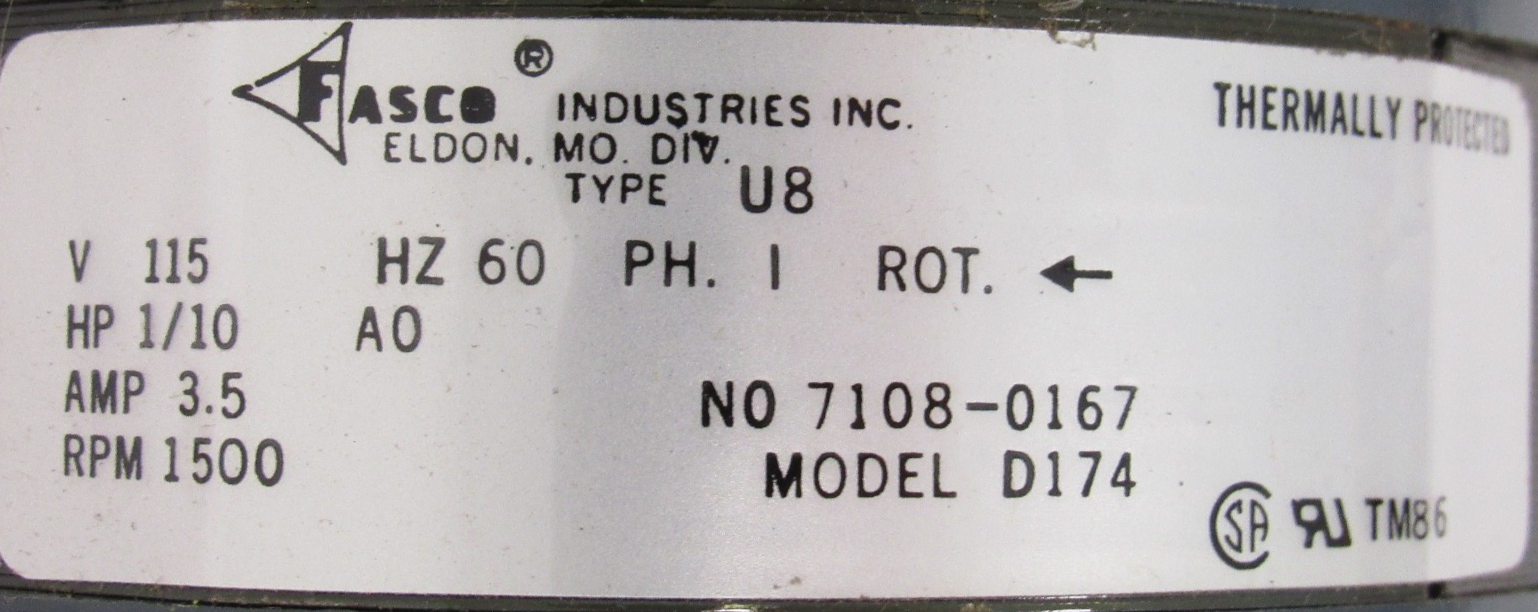 FASCO ® INDUSTRIES INC.
ELDON, MO. DIV.
TYPE U8
THERMALLY PROTECTED
V 115 HZ 60 PH. 1 ROT. ←
HP 1/10 AO
AMP 3.5
RPM 1500
NO 7108-0167
MODEL D174
SA RU TM86